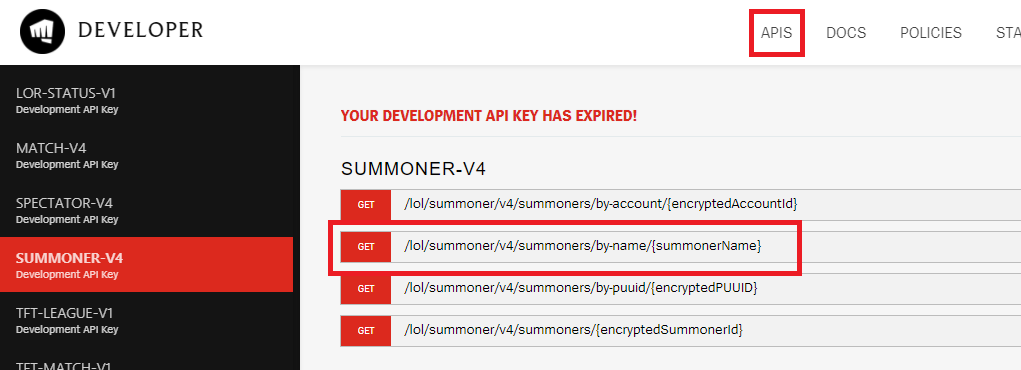 DEVELOPER
APIS DOCS POLICIES STA
LOR-STATUS-V1
Development API Key
MATCH-V4
Development API Key
SPECTATOR-V4
Development API Key
SUMMONER-V4
Development API Key
TFT-LEAGUE-V1
Development API Key
TFT-MATCH-V1
YOUR DEVELOPMENT API KEY HAS EXPIRED!
SUMMONER-V4
GET /lol/summoner/v4/summoners/by-account/{encryptedAccountId}
GET /lol/summoner/v4/summoners/by-name/{summonerName}
GET /lol/summoner/v4/summoners/by-puuid/{encryptedPUUID}
GET /lol/summoner/v4/summoners/{encryptedSummonerId}